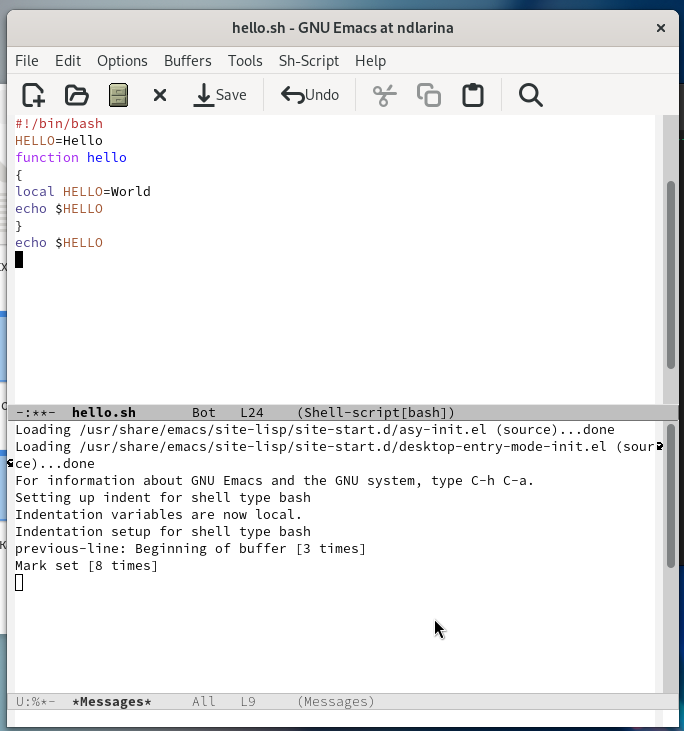 hello.sh - GNU Emacs at ndlarina
File Edit Options Buffers Tools Sh-Script Help
Save Undo
#!/bin/bash
HELLO=Hello
function hello
{
local HELLO=World
echo $HELLO
}
echo $HELLO
-:**- hello.sh Bot L24 (Shell-script[bash])
Loading /usr/share/emacs/site-lisp/site-start.d/asy-init.el (source)...done
Loading /usr/share/emacs/site-lisp/site-start.d/desktop-entry-mode-init.el (sour
ce)...done
For information about GNU Emacs and the GNU system, type C-h C-a.
Setting up indent for shell type bash
Indentation variables are now local.
Indentation setup for shell type bash
previous-line: Beginning of buffer [3 times]
Mark set [8 times]
U:%*- *Messages* All L9 (Messages)